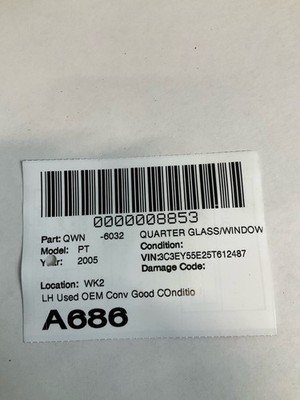 0000008853
Part: QWN -6032 QUARTER GLASS/WINDOW
Model: PT Condition:
Year: 2005 VIN:3C3EY55E25T612487
Damage Code:
Location: WK2
LH Used OEM Conv Good COnditio
A686